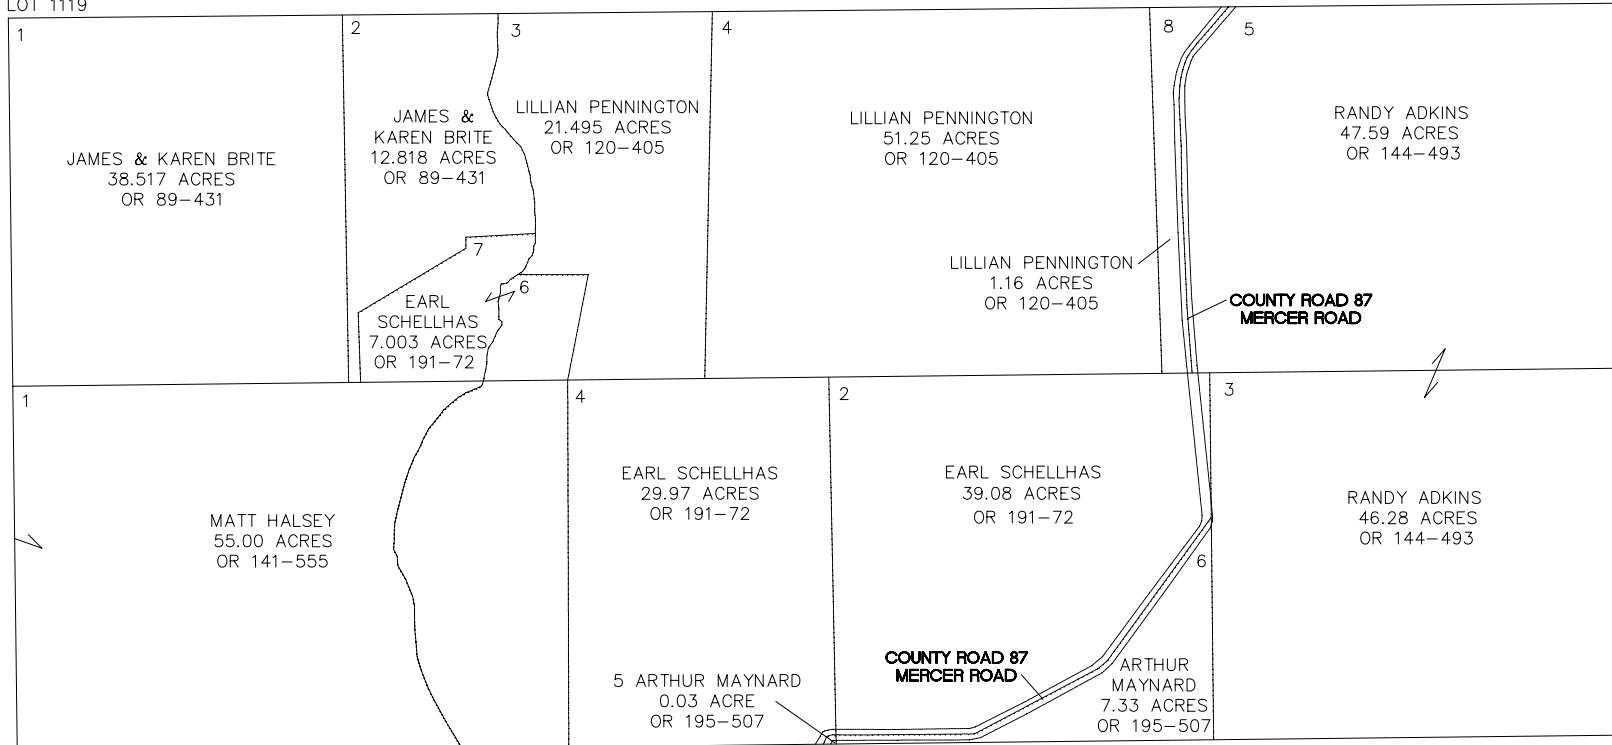 LOT 1119
1
JAMES & KAREN BRITE
38.517 ACRES
OR 89-431
2
JAMES &
KAREN BRITE
12.818 ACRES
OR 89-431
3
LILLIAN PENNINGTON
21.495 ACRES
OR 120-405
4
LILLIAN PENNINGTON
51.25 ACRES
OR 120-405
8
5
RANDY ADKINS
47.59 ACRES
OR 144-493
7
EARL
SCHELLHAS
7.003 ACRES
OR 191-72
6
LILLIAN PENNINGTON
1.16 ACRES
OR 120-405
COUNTY ROAD 87
MERCER ROAD
1
MATT HALSEY
55.00 ACRES
OR 141-555
4
EARL SCHELLHAS
29.97 ACRES
OR 191-72
2
EARL SCHELLHAS
39.08 ACRES
OR 191-72
3
RANDY ADKINS
46.28 ACRES
OR 144-493
6
COUNTY ROAD 87
MERCER ROAD
5 ARTHUR MAYNARD
0.03 ACRE
OR 195-507
ARTHUR
MAYNARD
7.33 ACRES
OR 195-507